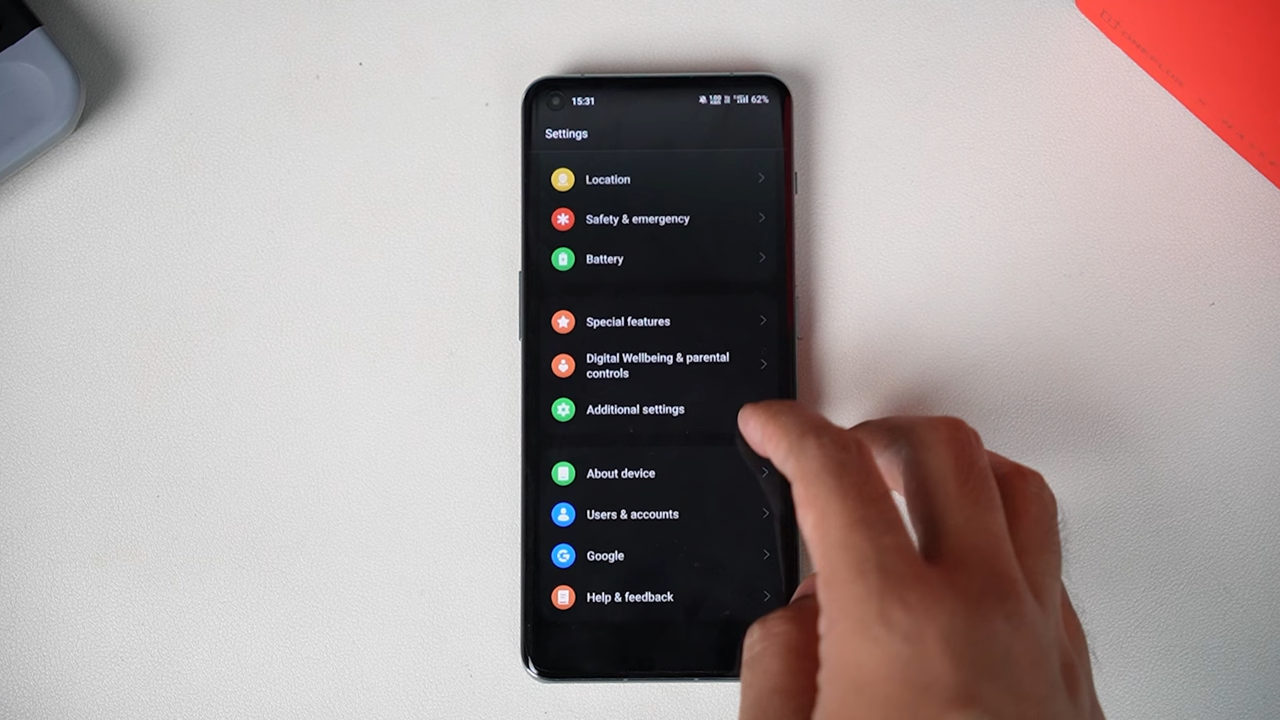 15:31
62%
Settings
Location
Safety & emergency
Battery
Special features
Digital Wellbeing & parental
controls
Additional settings
About device
Users & accounts
Google
Help & feedback